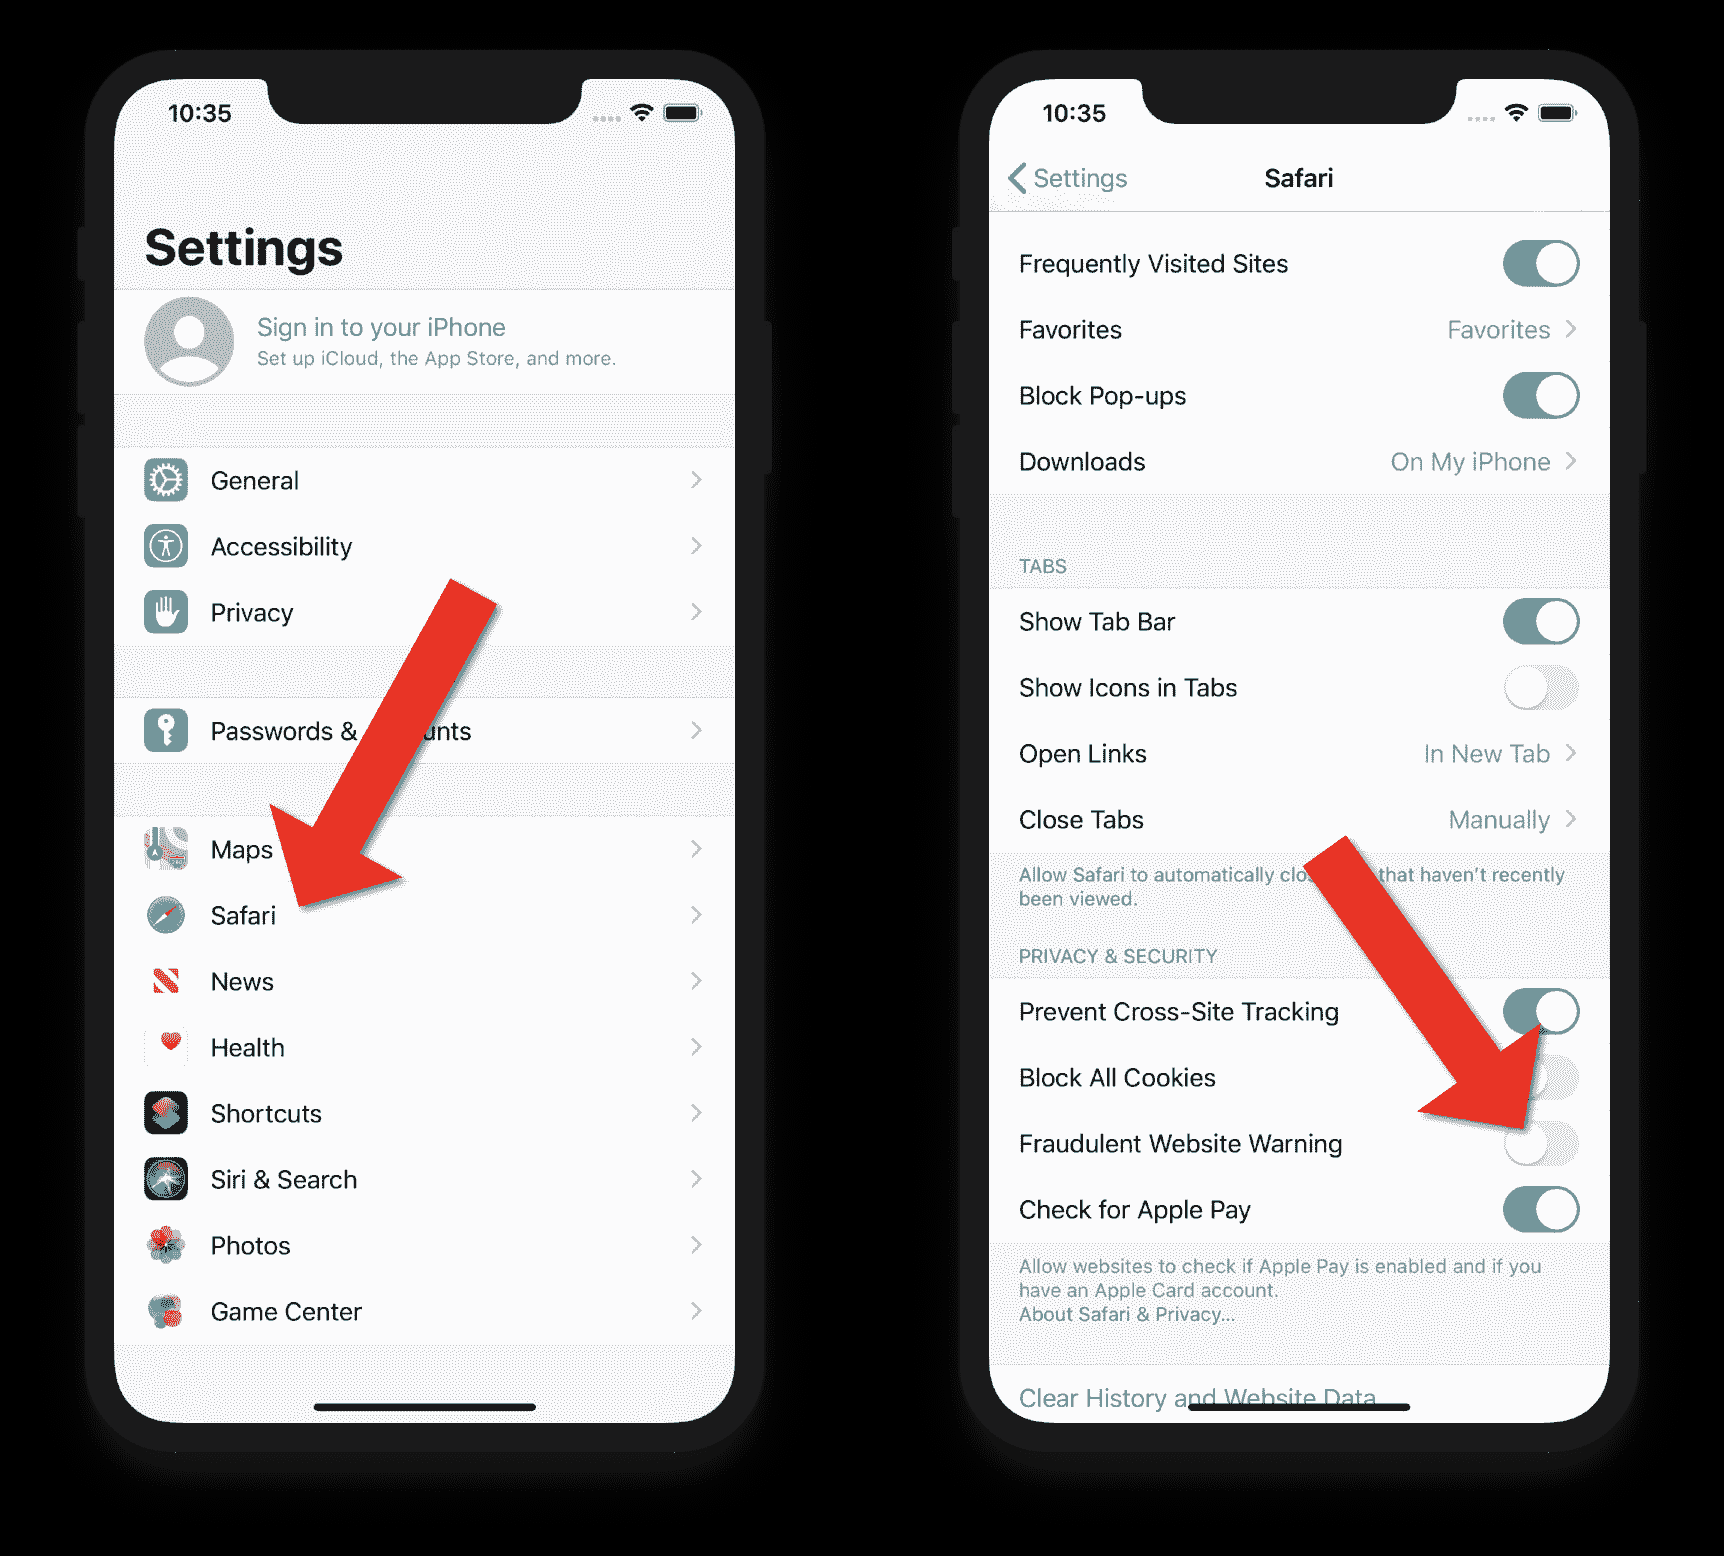 10:35
Settings
Sign in to your iPhone
Set up iCloud, the App Store, and more.
General
Accessibility
Privacy
Passwords & unts
Maps
Safari
News
Health
Shortcuts
Siri & Search
Photos
Game Center
10:35
Settings Safari
Frequently Visited Sites
Favorites Favorites
Block Pop-ups
Downloads On My iPhone
TABS
Show Tab Bar
Show Icons in Tabs
Open Links In New Tab
Close Tabs Manually
Allow Safari to automatically clo that haven't recently
been viewed.
PRIVACY & SECURITY
Prevent Cross-Site Tracking
Block All Cookies
Fraudulent Website Warning
Check for Apple Pay
Allow websites to check if Apple Pay is enabled and if you
have an Apple Card account.
About Safari & Privacy...
Clear History and Website Data